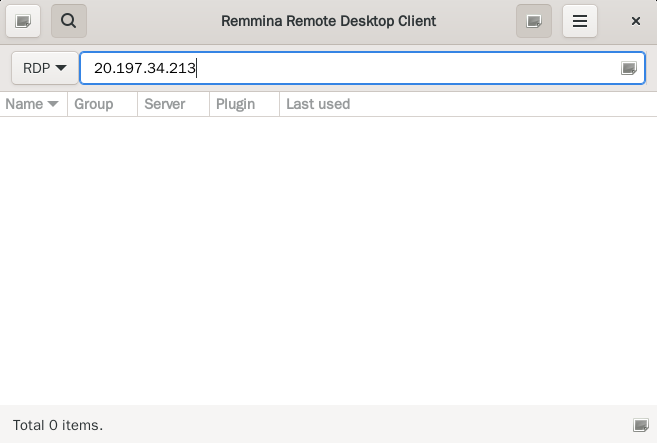 Remmina Remote Desktop Client
RDP 20.197.34.213
Name Group Server Plugin Last used
Total 0 items.